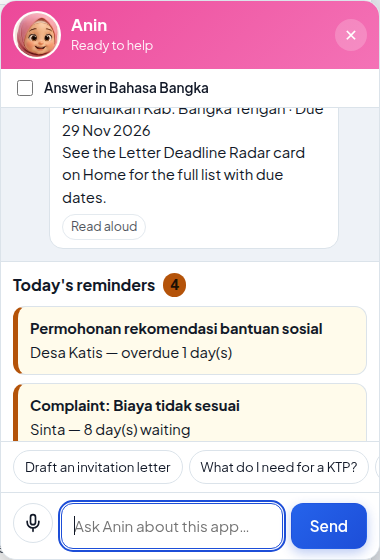 Anin
Ready to help
Answer in Bahasa Bangka
Pendidikan Kab. Bangka Tengah · Due
29 Nov 2026
See the Letter Deadline Radar card
on Home for the full list with due
dates.
Read aloud
Today's reminders 4
Permohonan rekomendasi bantuan sosial
Desa Katis — overdue 1 day(s)
Complaint: Biaya tidak sesuai
Sinta — 8 day(s) waiting
Draft an invitation letter
What do I need for a KTP?
Ask Anin about this app...
Send